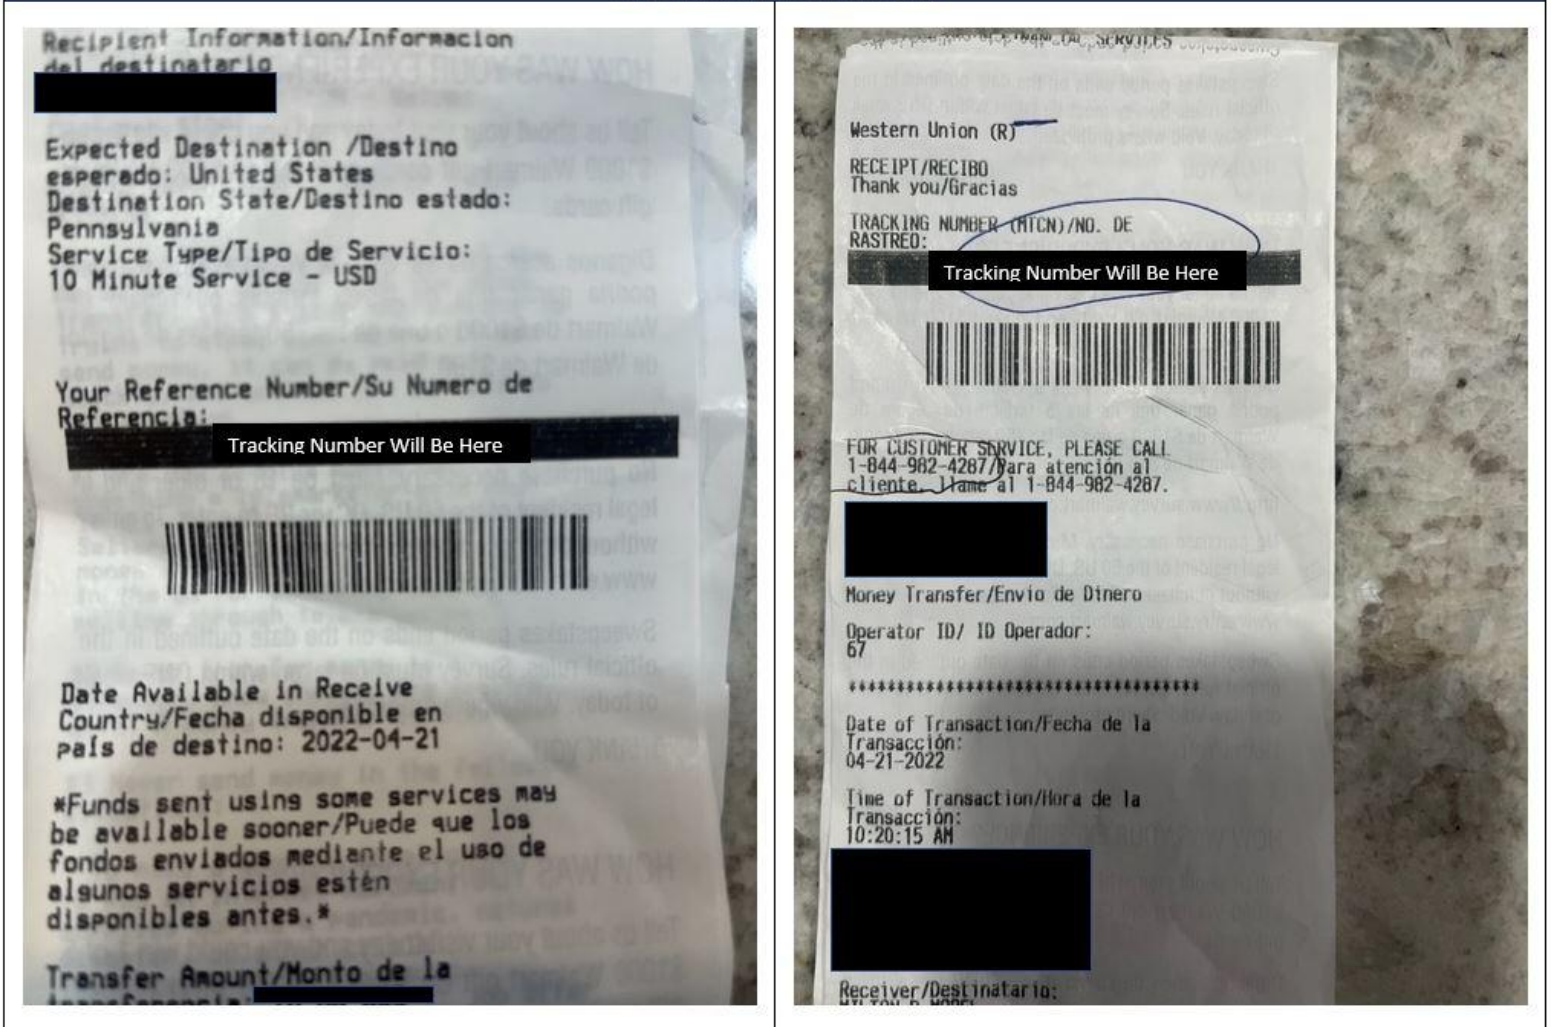 Recipient Information/Informacion
del destinatario
Expected Destination /Destino
esperado: United States
Destination State/Destino estado:
Pennsylvania
Service Type/Tipo de Servicio:
10 Minute Service - USD
Your Reference Number/Su Numero de
Referencia:
Tracking Number Will Be Here
Date Available in Receive
Country/Fecha disponible en
país de destino: 2022-04-21
*Funds sent using some services may
be available sooner/Puede que los
fondos enviados mediante el uso de
algunos servicios estén
disponibles antes.*
Transfer Amount/Monto de la
transferencia:
SERVICES
Western Union (R)
RECEIPT/RECIBO
Thank you/Gracias
TRACKING NUMBER (MTCN)/NO. DE
RASTREO:
Tracking Number Will Be Here
FOR CUSTOMER SERVICE, PLEASE CALL
1-844-982-4287/Para atención al
cliente, llame al 1-844-982-4287.
Money Transfer/Envio de Dinero
Operator ID/ ID Operador:
67
************************************
Date of Transaction/Fecha de la
Transacción:
04-21-2022
Time of Transaction/Hora de la
Transacción:
10:20:15 AM
Receiver/Destinatario: